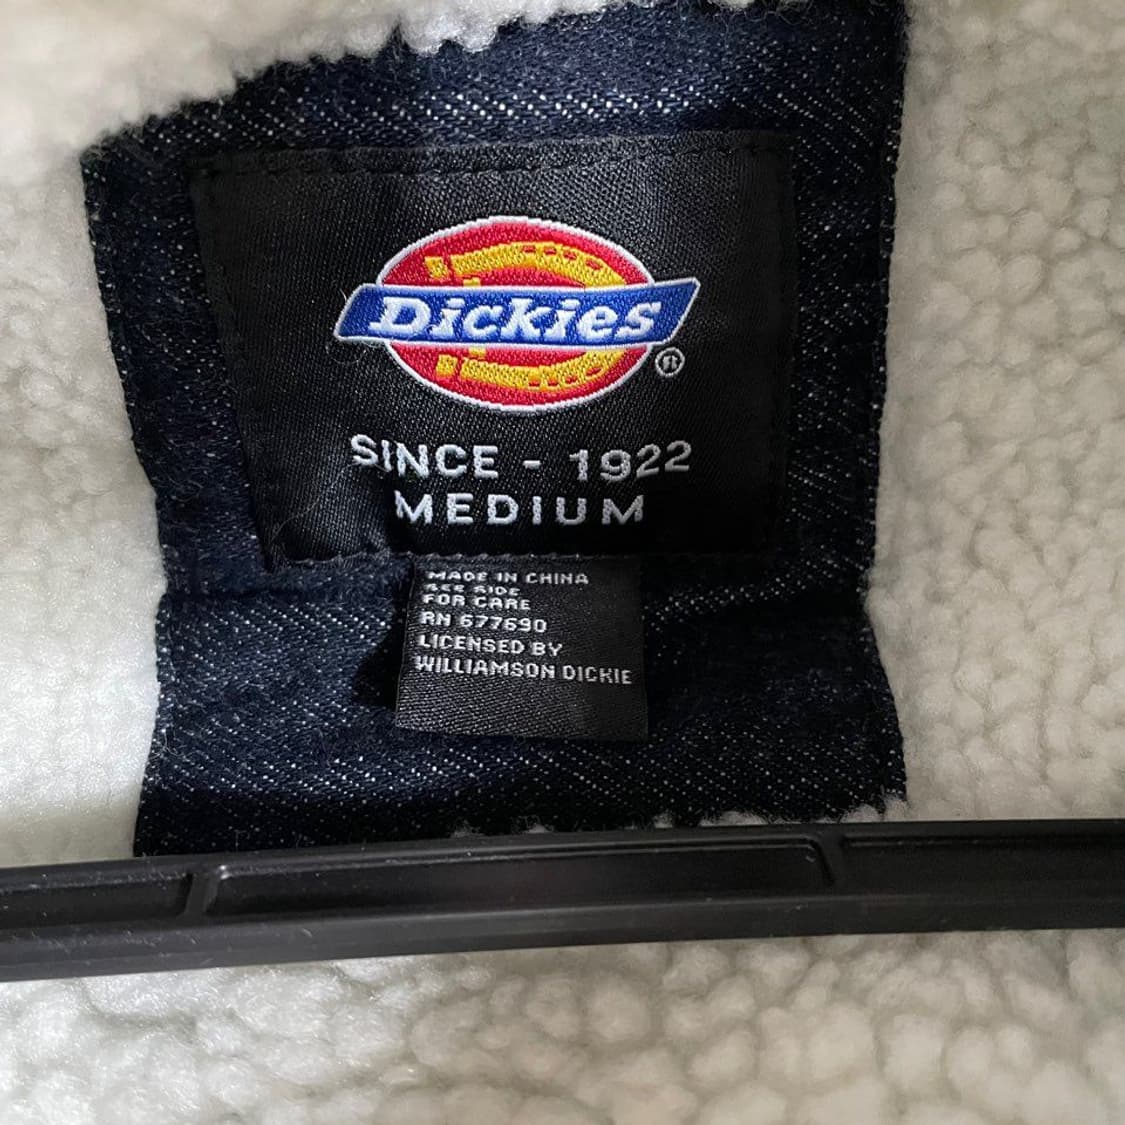 Dickies
®
SINCE - 1922
MEDIUM
MADE IN CHINA
SEE SIDE
FOR CARE
RN 677690
LICENSED BY
WILLIAMSON DICKIE